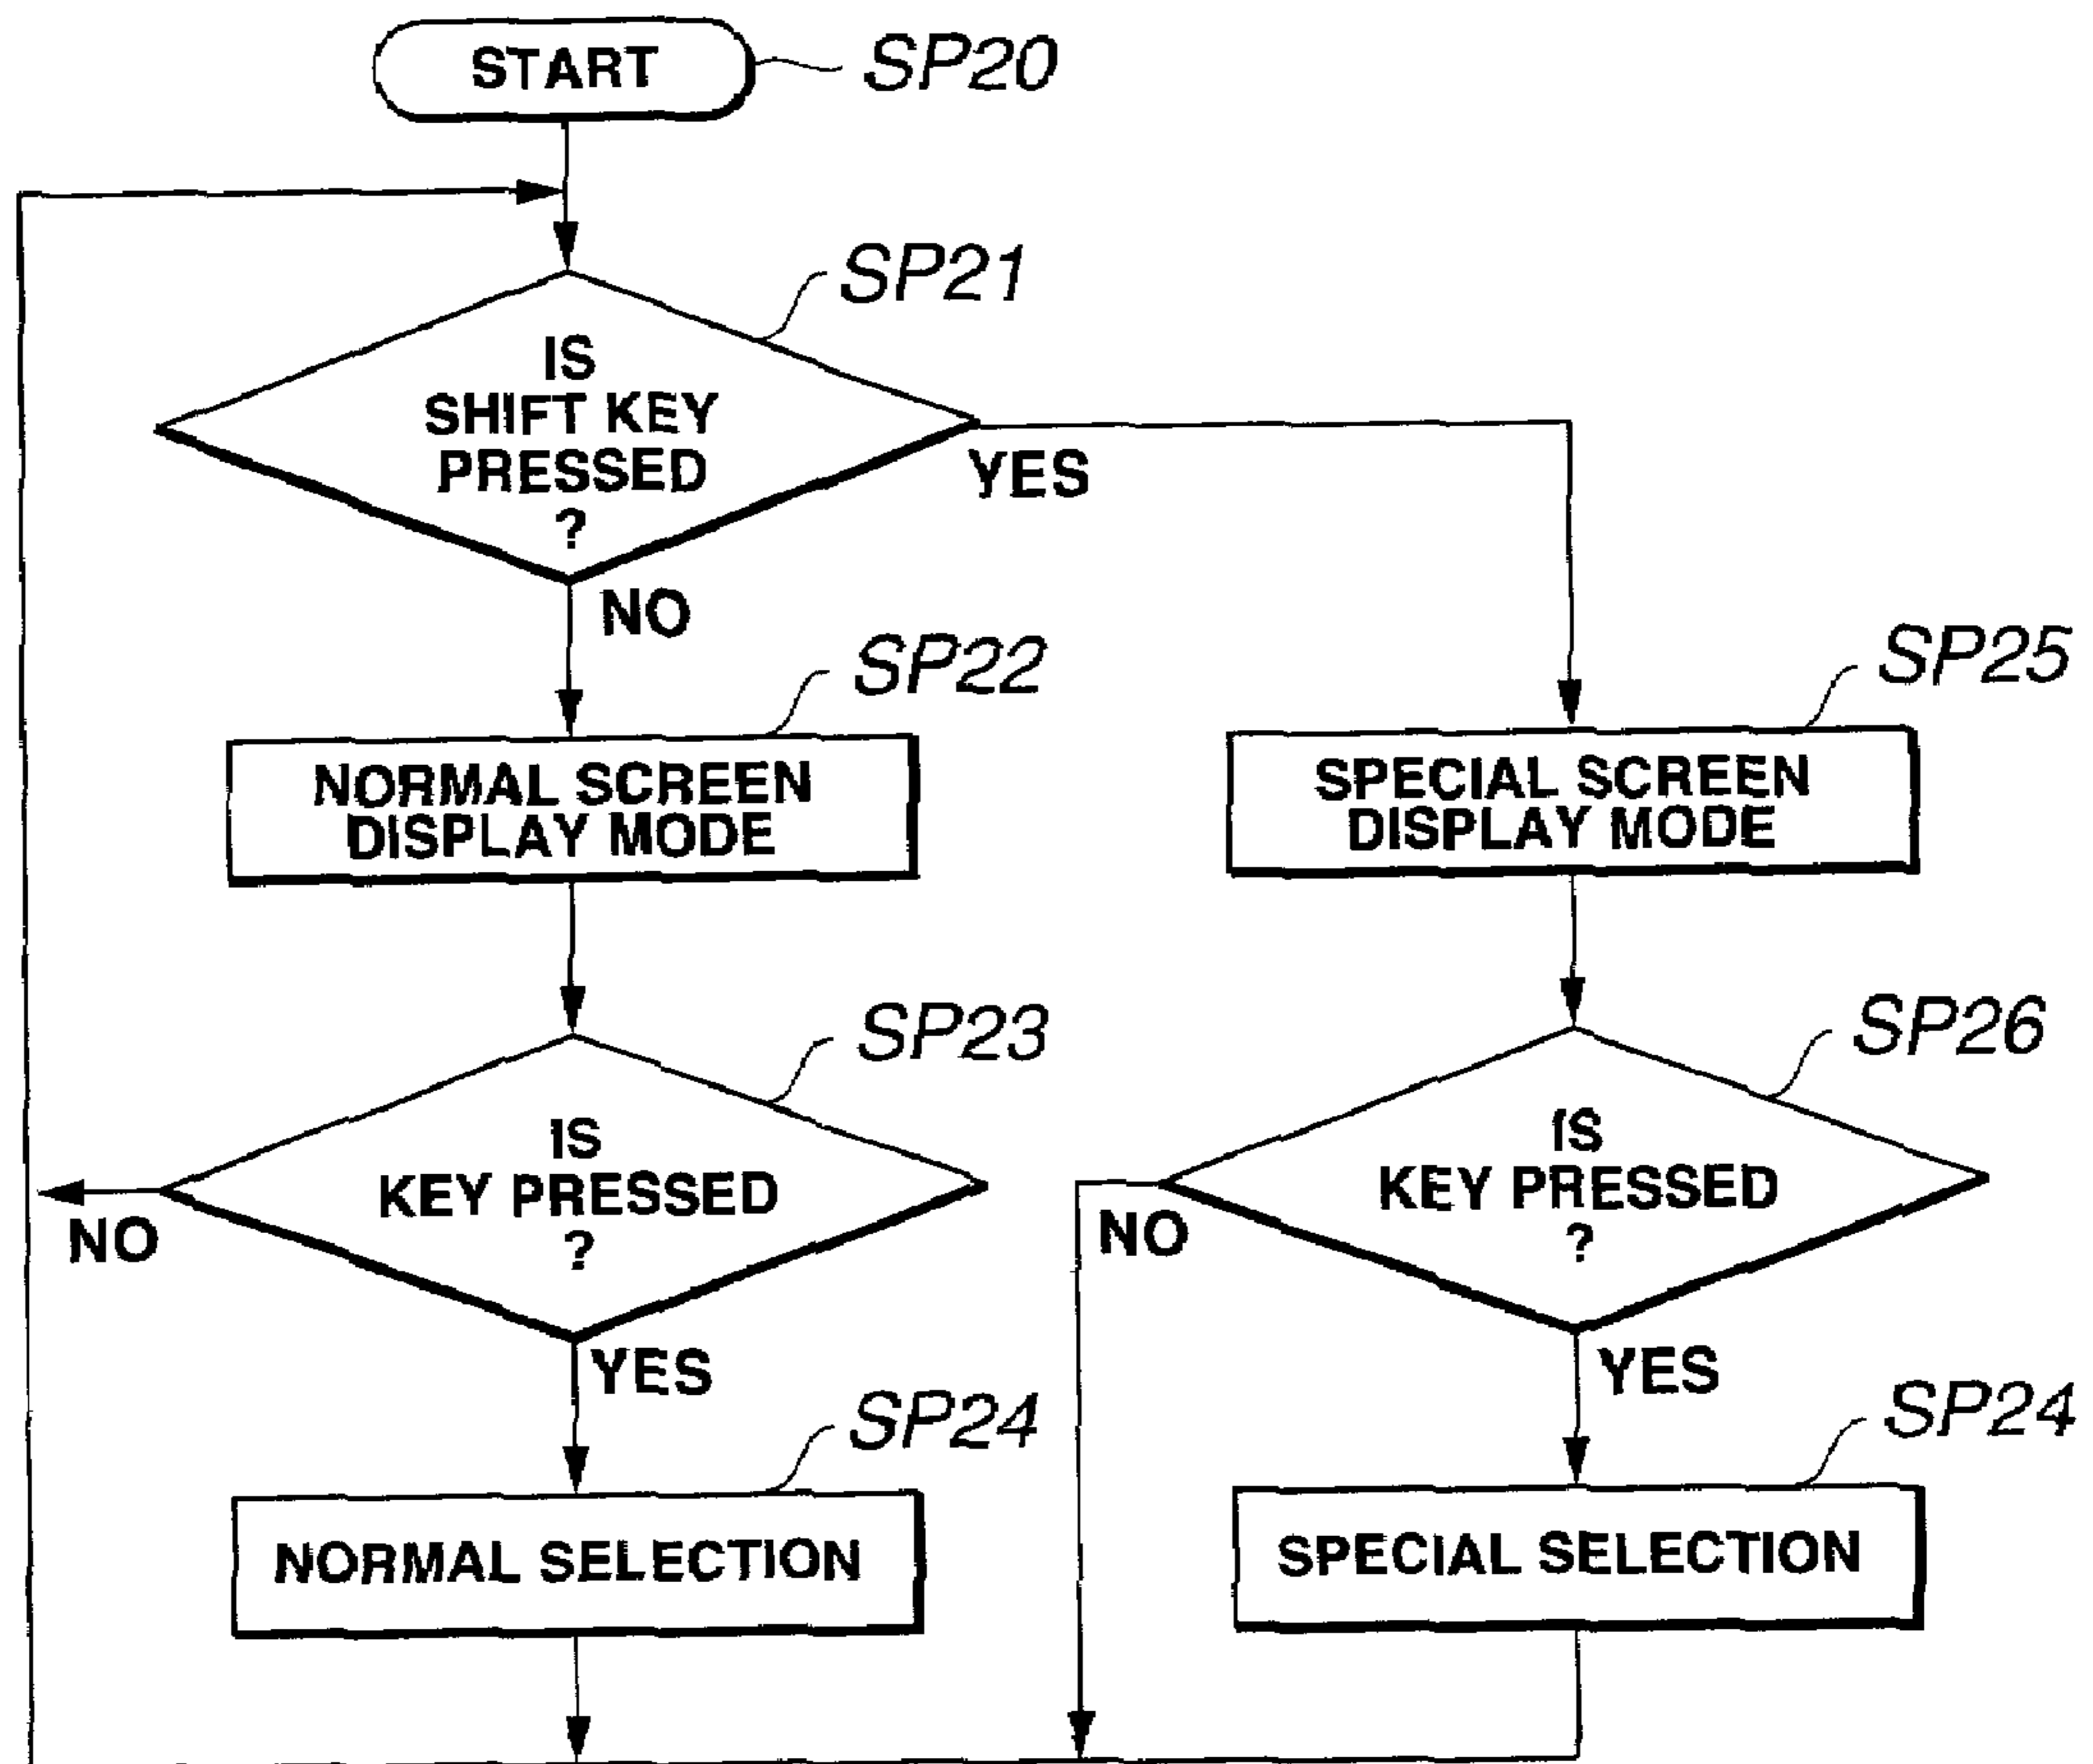 START
SP20
SP21
IS
SHIFT KEY
PRESSED
?
YES
NO
SP22
NORMAL SCREEN
DISPLAY MODE
SP25
SPECIAL SCREEN
DISPLAY MODE
SP23
IS
KEY PRESSED
?
NO
YES
SP26
IS
KEY PRESSED
?
NO
YES
SP24
NORMAL SELECTION
SP24
SPECIAL SELECTION